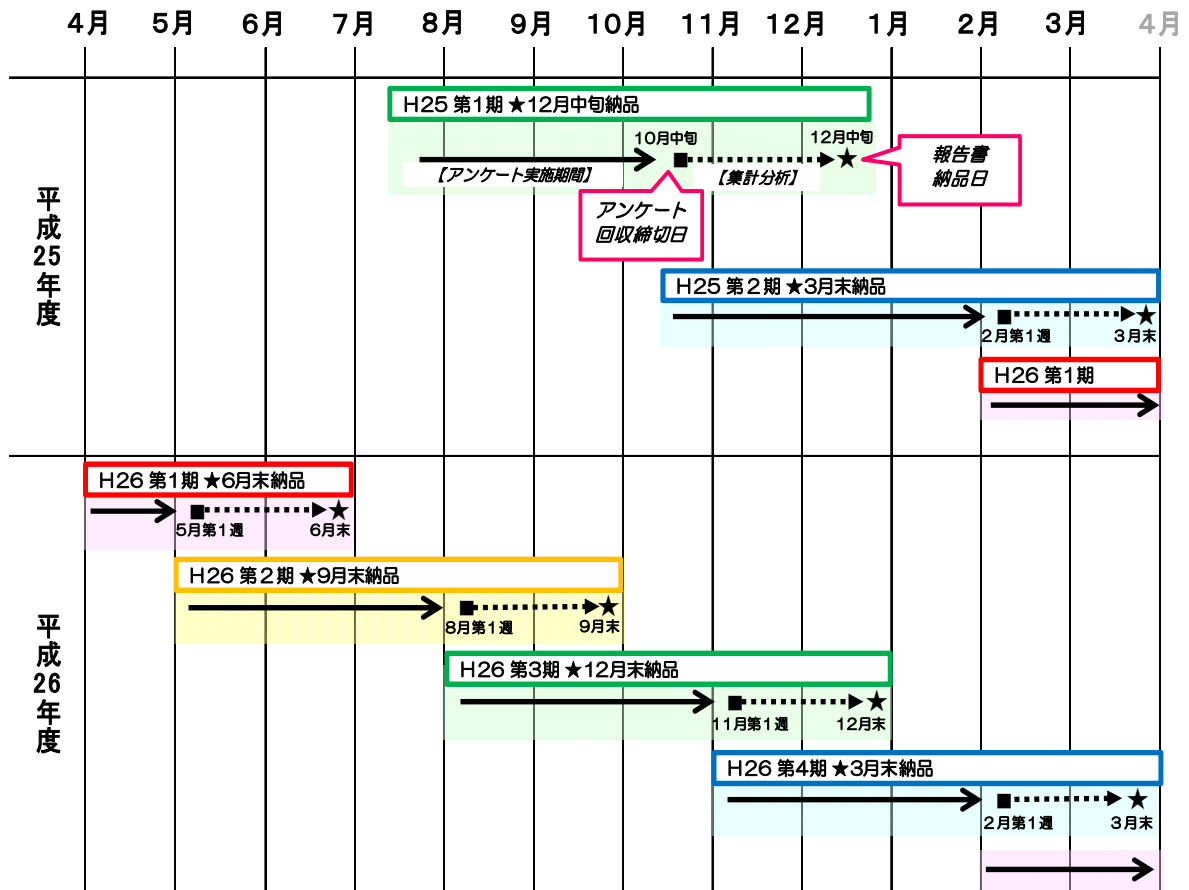 4月 5月 6月 7月 8月 9月 10月 11月 12月 1月 2月 3月 4月
平成25年度
H25 第1期 ★12月中旬納品
10月中旬
12月中旬
【アンケート実施期間】
【集計分析】
報告書
納品日
アンケート
回収締切日
H25 第2期 ★3月末納品
2月第1週
3月末
H26 第1期
平成26年度
H26 第1期 ★6月末納品
5月第1週
6月末
H26 第2期 ★9月末納品
8月第1週
9月末
H26 第3期 ★12月末納品
11月第1週
12月末
H26 第4期 ★3月末納品
2月第1週
3月末